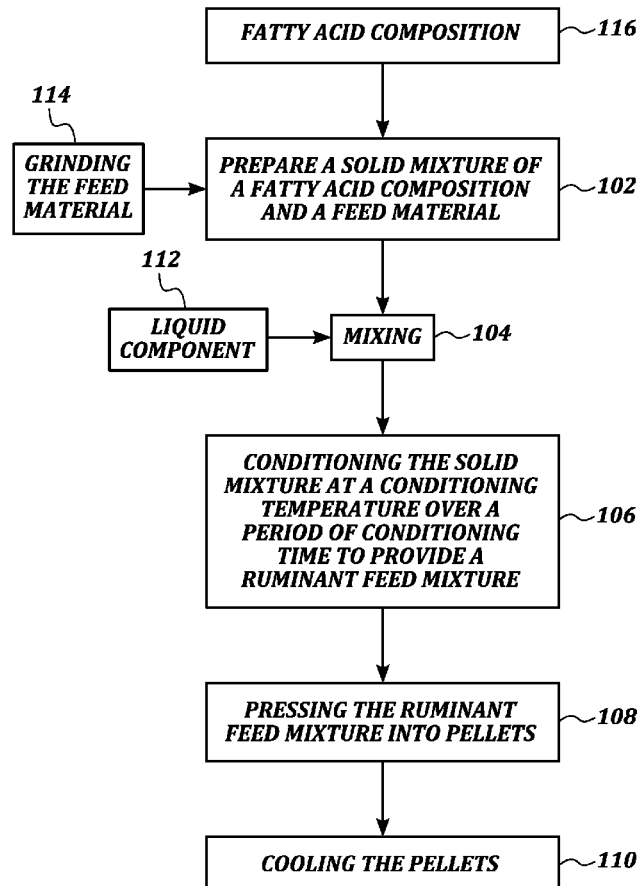 FATTY ACID COMPOSITION
116
114
GRINDING
THE FEED
MATERIAL
PREPARE A SOLID MIXTURE OF
A FATTY ACID COMPOSITION
AND A FEED MATERIAL
102
112
LIQUID
COMPONENT
MIXING
104
CONDITIONING THE SOLID
MIXTURE AT A CONDITIONING
TEMPERATURE OVER A
PERIOD OF CONDITIONING
TIME TO PROVIDE A
RUMINANT FEED MIXTURE
106
PRESSING THE RUMINANT
FEED MIXTURE INTO PELLETS
108
COOLING THE PELLETS
110